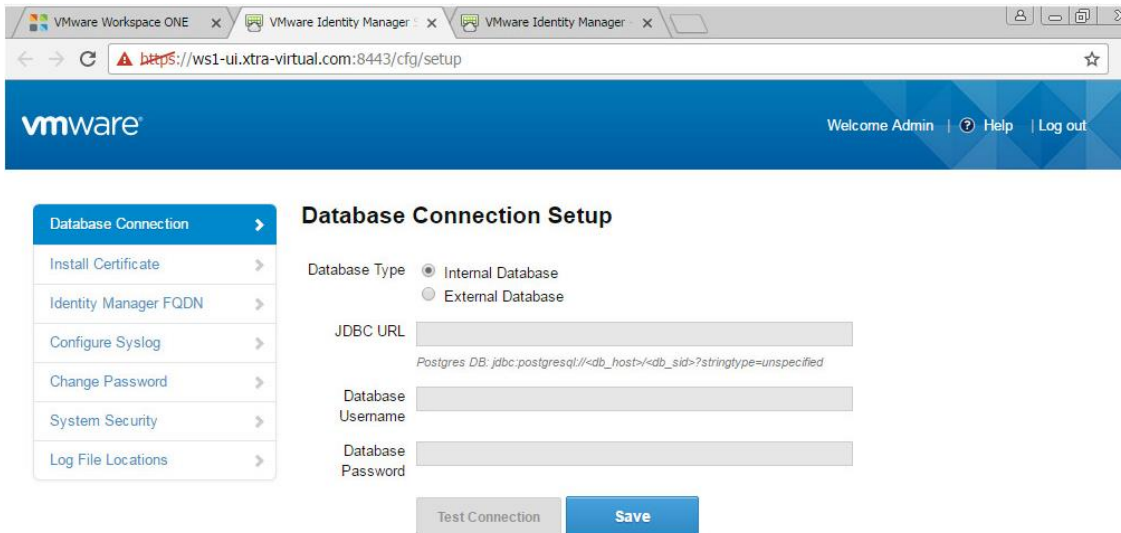 VMware Workspace ONE
VMware Identity Manager S
VMware Identity Manager -
https://ws1-ui.xtra-virtual.com:8443/cfg/setup
vmware
Welcome Admin | Help | Log out
Database Connection
Install Certificate
Identity Manager FQDN
Configure Syslog
Change Password
System Security
Log File Locations
Database Connection Setup
Database Type
Internal Database
External Database
JDBC URL
Postgres DB: jdbc:postgresql://<db_host>/<db_sid>?stringtype=unspecified
Database
Username
Database
Password
Test Connection
Save